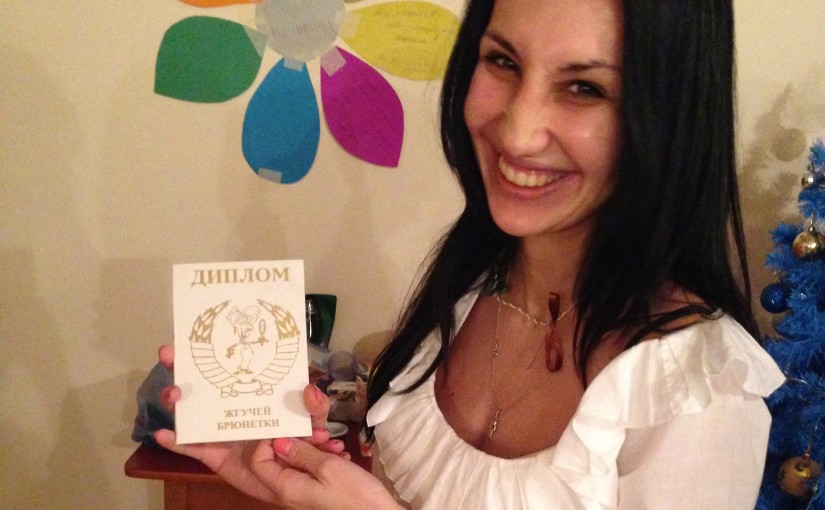 ДИПЛОМ
ЖГУЧЕЙ
БРЮНЕТКИ